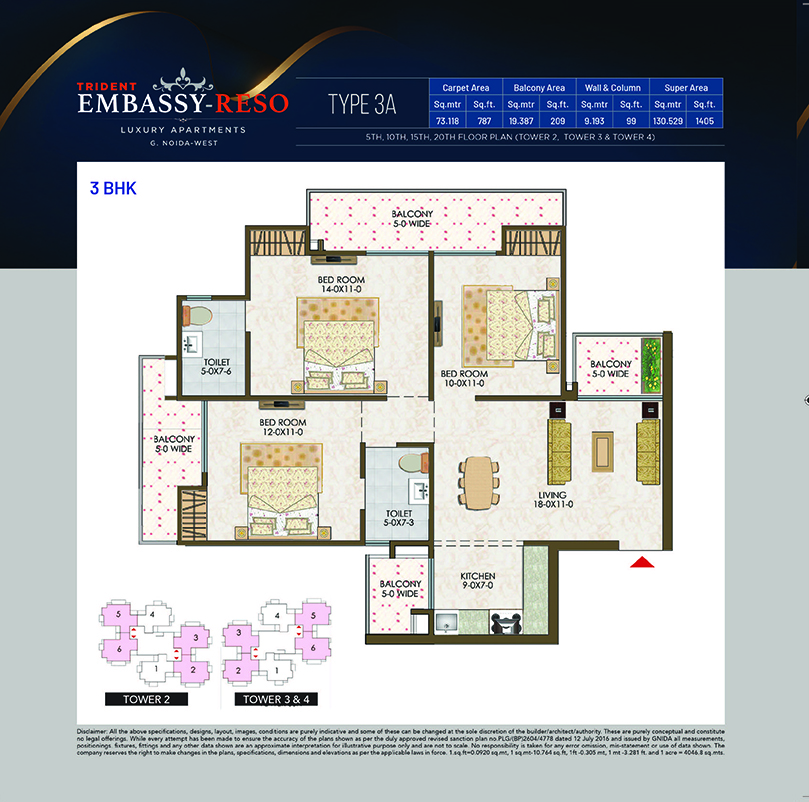 TRIDENT
EMBASSY-RESO
LUXURY APARTMENTS
G. NOIDA-WEST
TYPE 3A
Carpet Area Balcony Area Wall & Column Super Area
Sq.mtr Sq.ft. Sq.mtr Sq.ft. Sq.mtr Sq.ft. Sq.mtr Sq.ft.
73.118 787 19.387 209 9.193 99 130.529 1405
5TH, 10TH, 15TH, 20TH FLOOR PLAN (TOWER 2, TOWER 3 & TOWER 4)
3 BHK
BALCONY
5-0 WIDE
BED ROOM
14-0X11-0
BED ROOM
10-0X11-0
TOILET
5-0X7-6
BALCONY
5-0 WIDE
BALCONY
5-0 WIDE
BED ROOM
12-0X11-0
TOILET
5-0X7-3
LIVING
18-0X11-0
BALCONY
5-0 WIDE
KITCHEN
9-0X7-0
5 4 3 6 1 2
TOWER 2
4 5 3 6 2 1
TOWER 3 & 4
Disclaimer: All the above specifications, designs, layout, images, conditions are purely indicative and some of these can be changed at the sole discretion of the builder/architect/authority. These are purely conceptual and constitute
no legal offerings. While every attempt has been made to ensure the accuracy of the plans shown as per the duly approved revised sanction plan no.PLG/(BP)2604/4778 dated 12 July 2016 and issued by GNIDA all measurements,
positionings, fixtures, fittings and any other data shown are an approximate interpretation for illustrative purpose only and are not to scale. No responsibility is taken for any error omission, mis-statement or use of data shown. The
company reserves the right to make changes in the plans, specifications, dimensions and elevations as per the applicable laws in force. 1.sq.ft=0.0920 sq.mt, 1 sq.mt-10.764 sq.ft, 1ft -0.305 mt, 1 mt -3.281 ft. and 1 acre = 4046.8 sq.mts.